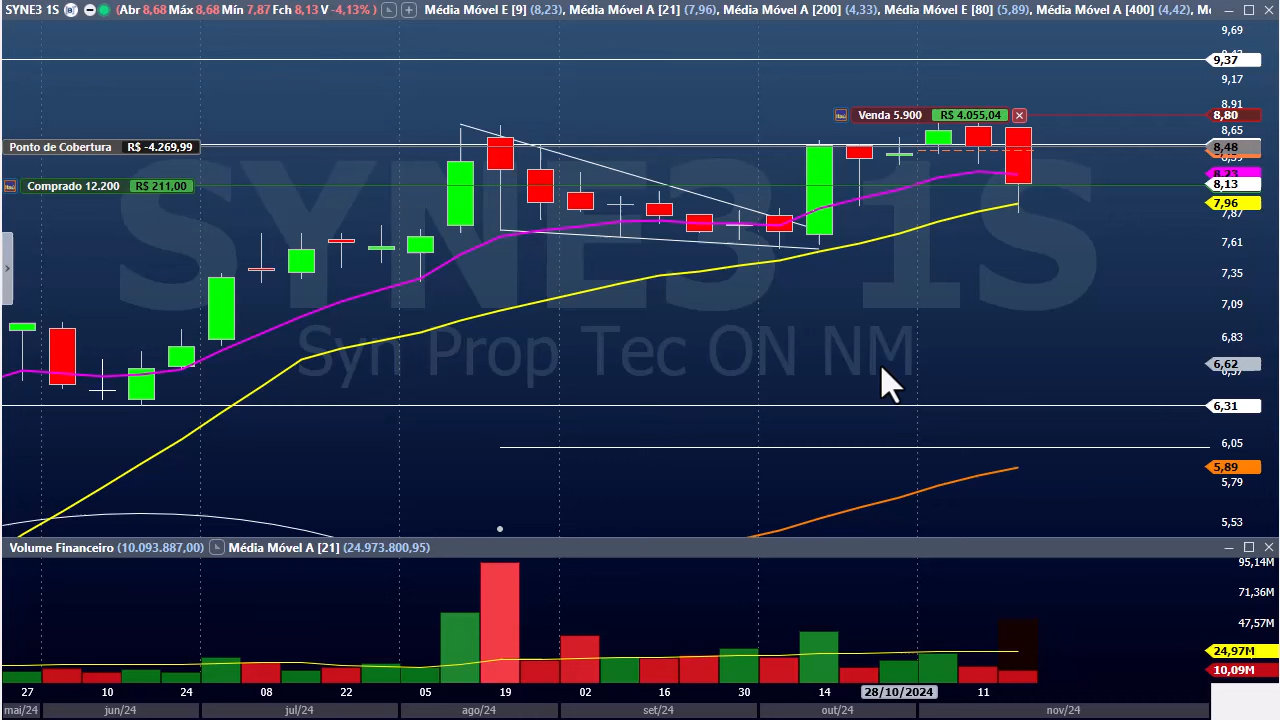 SYNE3 1S (Abr 8,68 Máx 8,68 Mín 7,87 Fch 8,13 V -4,13% ) Média Móvel E [9] (8,23), Média Móvel A [21] (7,96), Média Móvel A [200] (4,33), Média Móvel E [80] (5,89), Média Móvel A [400] (4,42),
9,69
9,37
9,17
8,91
Venda 5.900 R$ 4.055,04 8,80
8,65
Ponto de Cobertura R$ -4.269,99 8,48
8,23
Comprado 12.200 R$ 211,00 8,13
7,96
7,87
7,61
7,35
7,09
6,83
6,62
6,31
6,05
5,89
5,79
5,53
SYNE3 1S
Syn Prop Tec ON NM
Volume Financeiro (10.093.887,00) Média Móvel A [21] (24.973.800,95)
95,14M
71,36M
47,57M
24,97M
10,09M
27 10 24 08 22 05 19 02 16 30 14 28/10/2024 11
mai/24 jun/24 jul/24 ago/24 set/24 out/24 nov/24